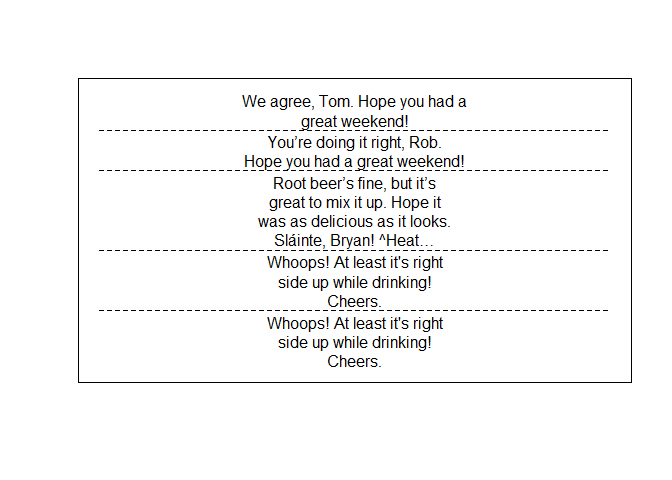 We agree, Tom. Hope you had a
great weekend!
You’re doing it right, Rob.
Hope you had a great weekend!
Root beer’s fine, but it’s
great to mix it up. Hope it
was as delicious as it looks.
Sláinte, Bryan! ^Heat…
Whoops! At least it's right
side up while drinking!
Cheers.
Whoops! At least it's right
side up while drinking!
Cheers.